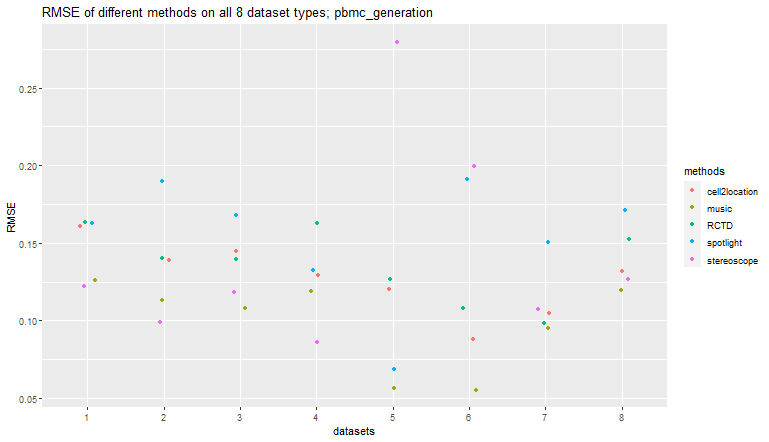 RMSE of different methods on all 8 dataset types; pbmc_generation
RMSE
0.25
0.20
0.15
0.10
0.05
1 2 3 4 5 6 7 8
datasets
methods
cell2location
music
RCTD
spotlight
stereoscope